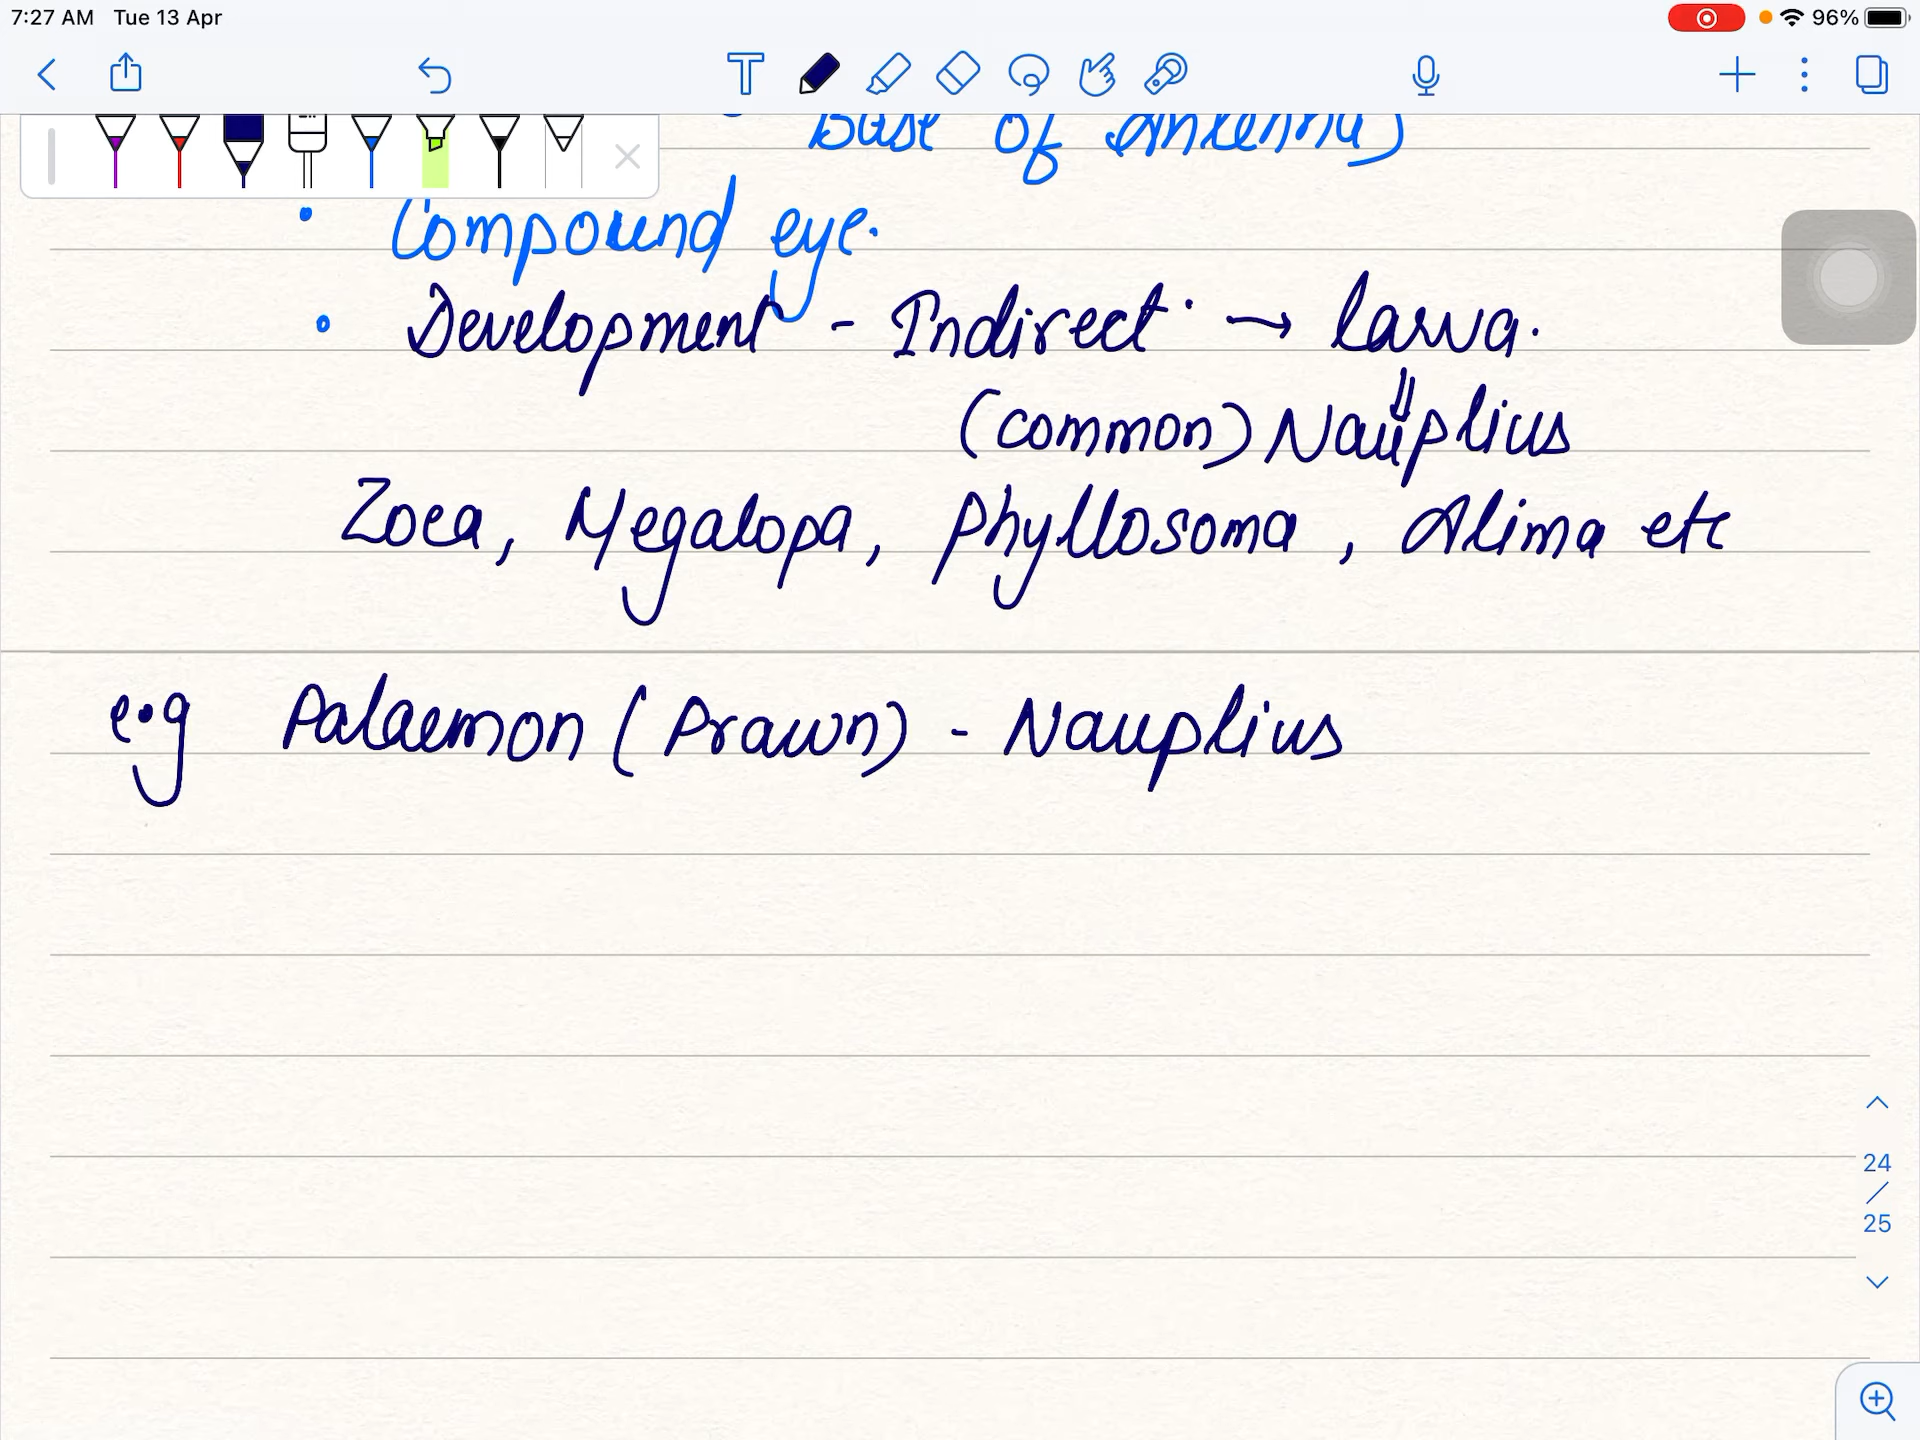 7:27 AM Tue 13 Apr
96%
T
Base of Antenna)
• Compound eye.
• Development - Indirect → larva.
(common) Nauplius
Zoea, Megalopa, Phyllosoma, Alima etc
e.g Palaemon (Prawn) - Nauplius
24
/
25